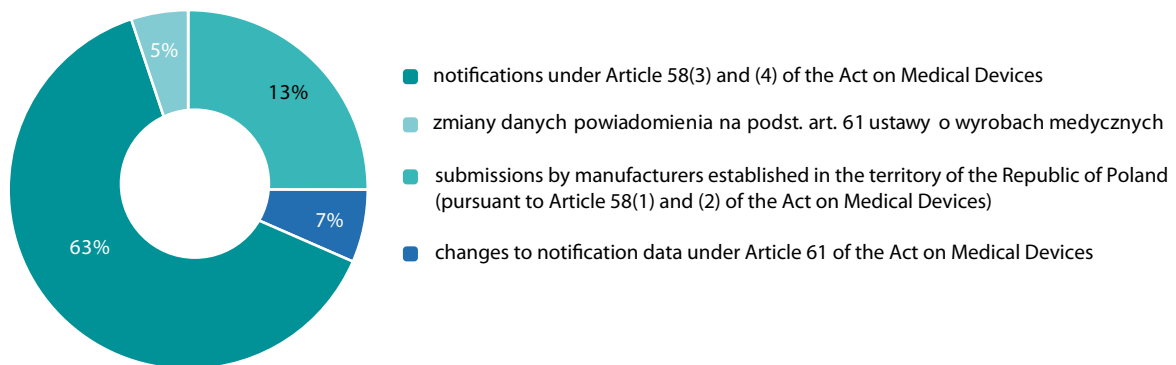 5%
13%
7%
63%
notifications under Article 58(3) and (4) of the Act on Medical Devices
zmiany danych powiadomienia na podst. art. 61 ustawy o wyrobach medycznych
submissions by manufacturers established in the territory of the Republic of Poland
(pursuant to Article 58(1) and (2) of the Act on Medical Devices)
changes to notification data under Article 61 of the Act on Medical Devices